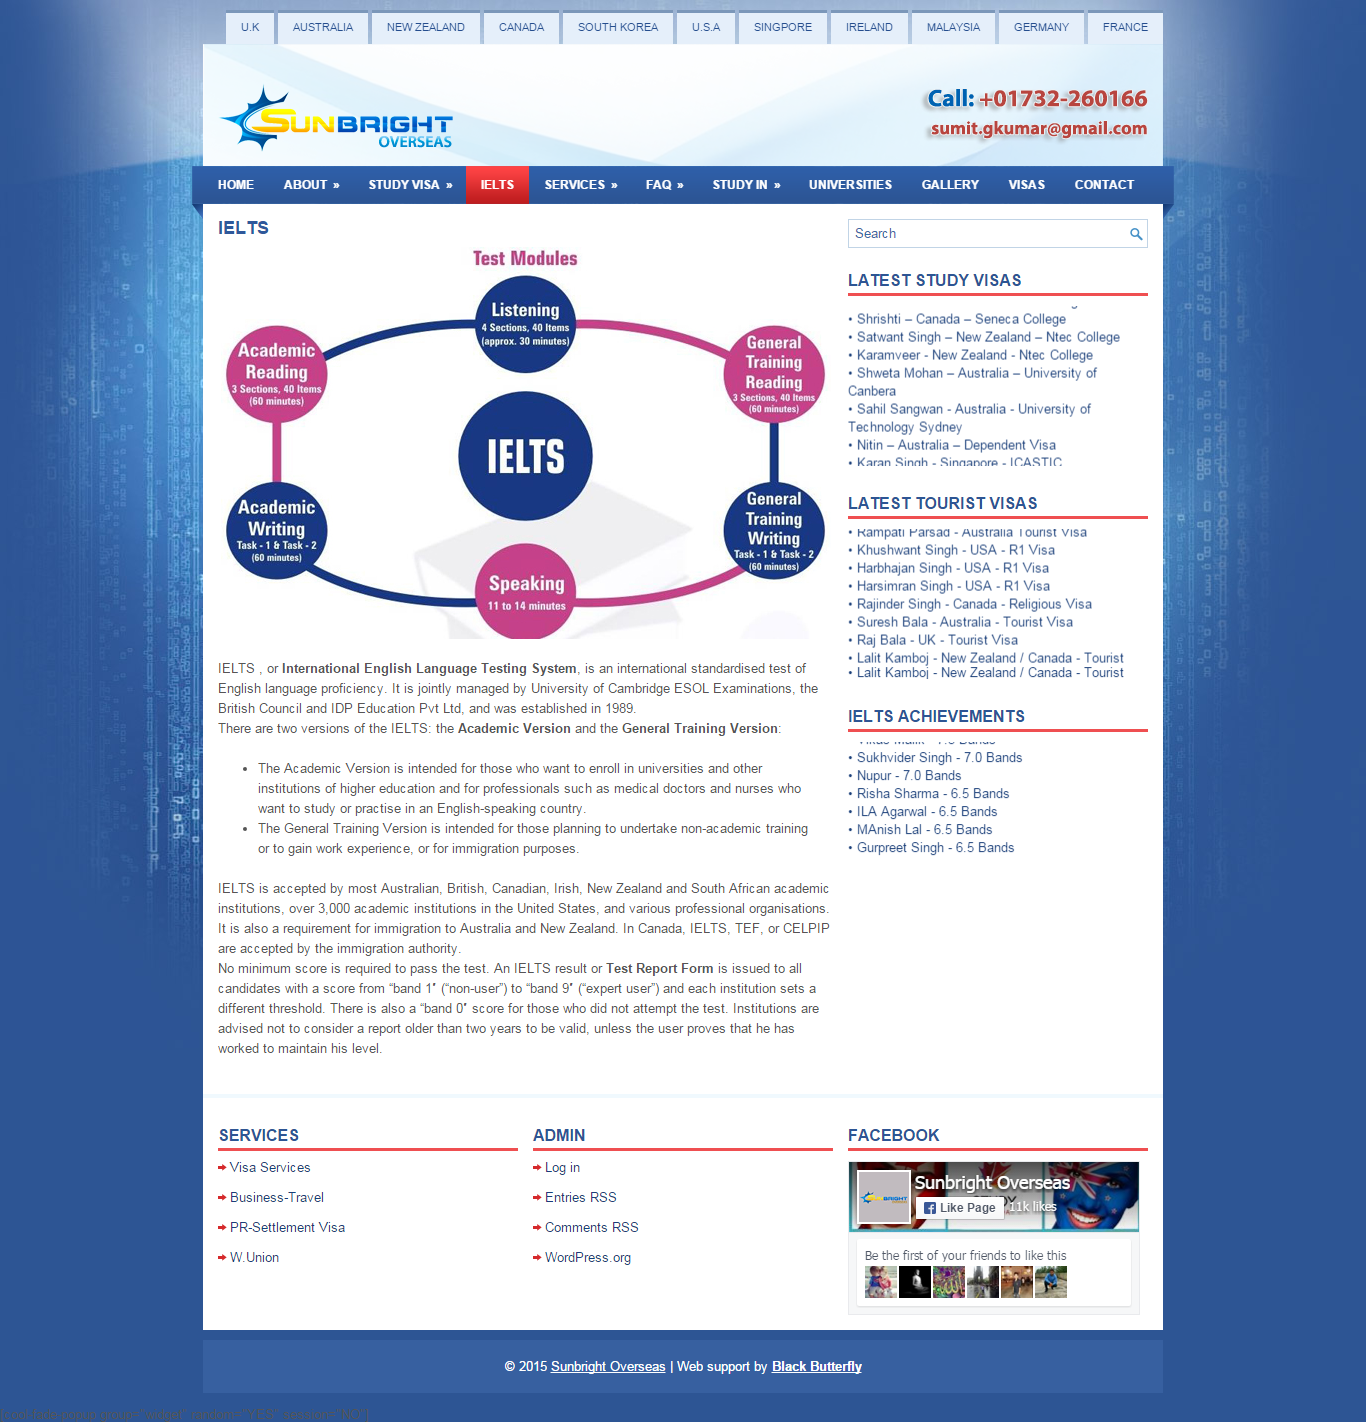 U.K AUSTRALIA NEW ZEALAND CANADA SOUTH KOREA U.S.A SINGPORE IRELAND MALAYSIA GERMANY FRANCE
SUNBRIGHT
OVERSEAS
Call: +01732-260166
sumit.gkumar@gmail.com
HOME ABOUT » STUDY VISA » IELTS SERVICES » FAQ » STUDY IN » UNIVERSITIES GALLERY VISAS CONTACT
IELTS
Test Modules
Listening
4 Sections, 40 Items
(approx. 30 minutes)
Academic
Reading
3 Sections, 40 Items
(60 minutes)
General
Training
Reading
3 Sections, 40 Items
(60 minutes)
IELTS
Academic
Writing
Task - 1 & Task - 2
(60 minutes)
General
Training
Writing
Task - 1 & Task - 2
(60 minutes)
Speaking
11 to 14 minutes
IELTS , or International English Language Testing System, is an international standardised test of
English language proficiency. It is jointly managed by University of Cambridge ESOL Examinations, the
British Council and IDP Education Pvt Ltd, and was established in 1989.
There are two versions of the IELTS: the Academic Version and the General Training Version:
• The Academic Version is intended for those who want to enroll in universities and other
institutions of higher education and for professionals such as medical doctors and nurses who
want to study or practise in an English-speaking country.
• The General Training Version is intended for those planning to undertake non-academic training
or to gain work experience, or for immigration purposes.
IELTS is accepted by most Australian, British, Canadian, Irish, New Zealand and South African academic
institutions, over 3,000 academic institutions in the United States, and various professional organisations.
It is also a requirement for immigration to Australia and New Zealand. In Canada, IELTS, TEF, or CELPIP
are accepted by the immigration authority.
No minimum score is required to pass the test. An IELTS result or Test Report Form is issued to all
candidates with a score from “band 1″ (“non-user”) to “band 9″ (“expert user”) and each institution sets a
different threshold. There is also a “band 0″ score for those who did not attempt the test. Institutions are
advised not to consider a report older than two years to be valid, unless the user proves that he has
worked to maintain his level.
Search
LATEST STUDY VISAS
• Shrishti – Canada – Seneca College
• Satwant Singh – New Zealand – Ntec College
• Karamveer - New Zealand - Ntec College
• Shweta Mohan – Australia – University of
Canbera
• Sahil Sangwan - Australia - University of
Technology Sydney
• Nitin – Australia – Dependent Visa
• Karan Singh - Singapore - ICASTIC
LATEST TOURIST VISAS
• Rampati Parsad - Australia Tourist Visa
• Khushwant Singh - USA - R1 Visa
• Harbhajan Singh - USA - R1 Visa
• Harsimran Singh - USA - R1 Visa
• Rajinder Singh - Canada - Religious Visa
• Suresh Bala - Australia - Tourist Visa
• Raj Bala - UK - Tourist Visa
• Lalit Kamboj - New Zealand / Canada - Tourist
• Lalit Kamboj - New Zealand / Canada - Tourist
IELTS ACHIEVEMENTS
• Sukhvider Singh - 7.0 Bands
• Nupur - 7.0 Bands
• Risha Sharma - 6.5 Bands
• ILA Agarwal - 6.5 Bands
• MAnish Lal - 6.5 Bands
• Gurpreet Singh - 6.5 Bands
SERVICES
Visa Services
Business-Travel
PR-Settlement Visa
W.Union
ADMIN
Log in
Entries RSS
Comments RSS
WordPress.org
FACEBOOK
Sunbright Overseas
Like Page 11k likes
Be the first of your friends to like this
© 2015 Sunbright Overseas | Web support by Black Butterfly